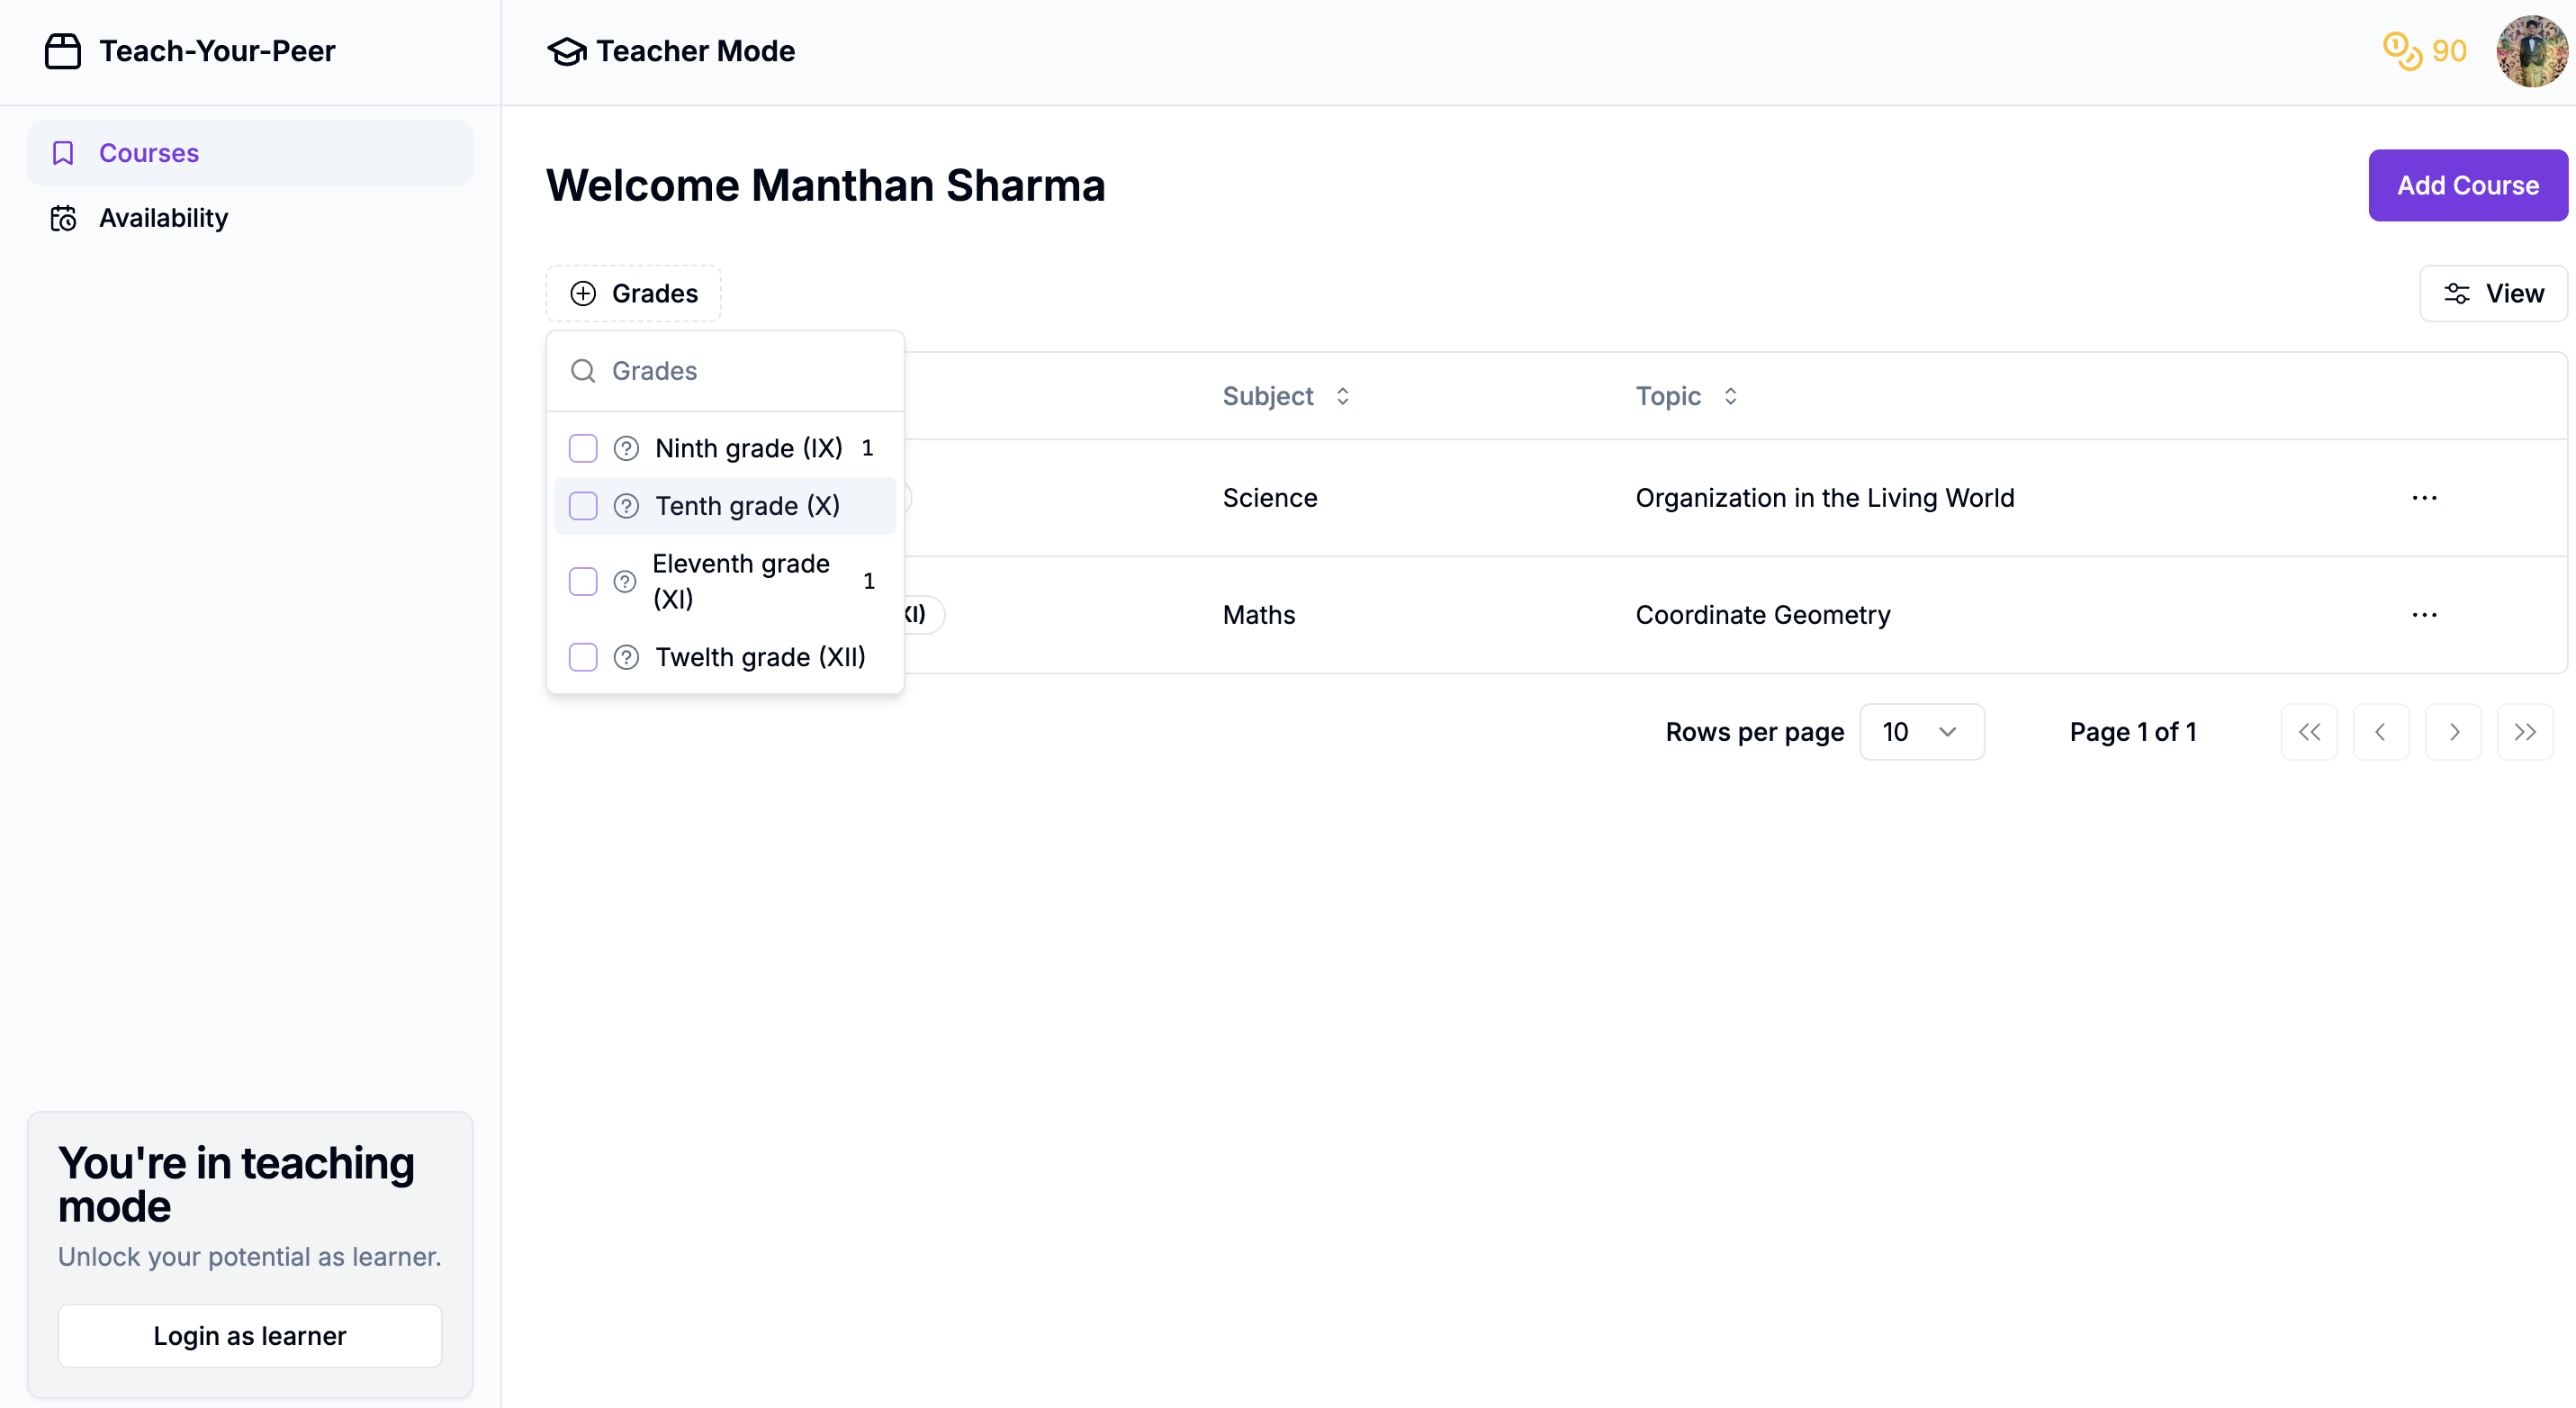 Teach-Your-Peer
Teacher Mode
90
Courses
Availability
Welcome Manthan Sharma
Add Course
Grades
View
Grades
Subject
Topic
Ninth grade (IX) 1
Tenth grade (X)
Science
Organization in the Living World
Eleventh grade
(XI)
1
Maths
Coordinate Geometry
Twelth grade (XII)
Rows per page
10
Page 1 of 1
You're in teaching
mode
Unlock your potential as learner.
Login as learner